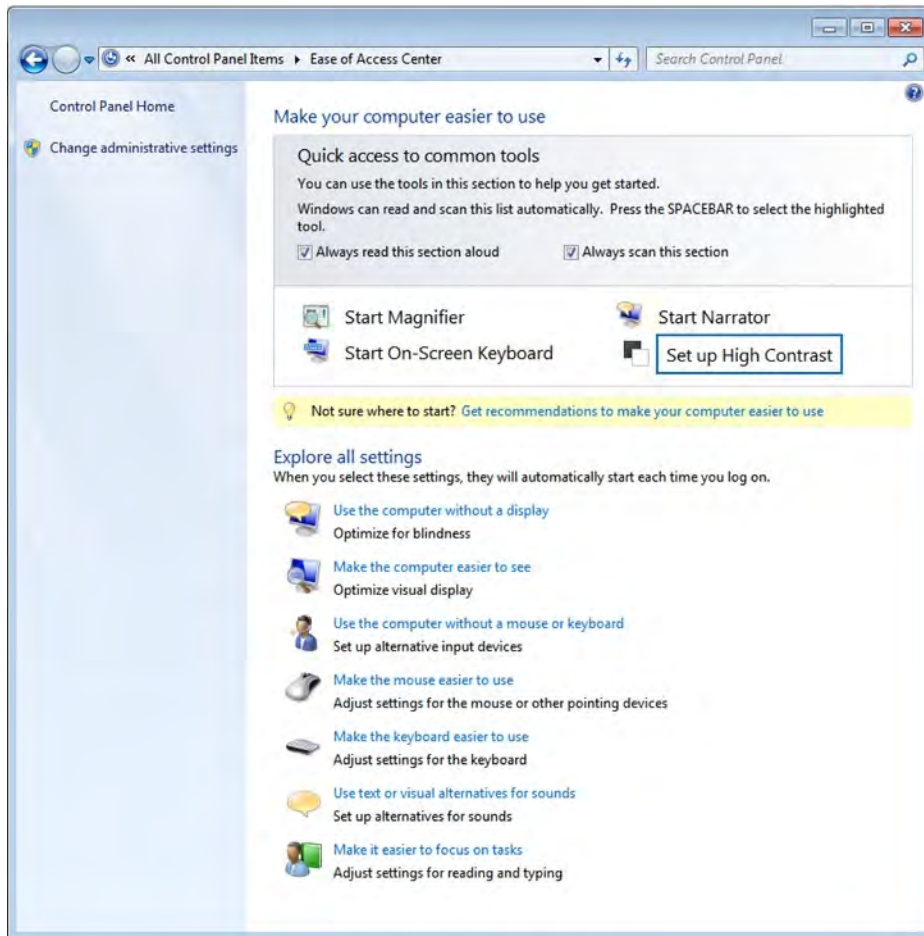 « All Control Panel Items ▸ Ease of Access Center
Search Control Panel
Control Panel Home
Change administrative settings
Make your computer easier to use
Quick access to common tools
You can use the tools in this section to help you get started.
Windows can read and scan this list automatically. Press the SPACEBAR to select the highlighted
tool.
Always read this section aloud
Always scan this section
Start Magnifier
Start Narrator
Start On-Screen Keyboard
Set up High Contrast
Not sure where to start? Get recommendations to make your computer easier to use
Explore all settings
When you select these settings, they will automatically start each time you log on.
Use the computer without a display
Optimize for blindness
Make the computer easier to see
Optimize visual display
Use the computer without a mouse or keyboard
Set up alternative input devices
Make the mouse easier to use
Adjust settings for the mouse or other pointing devices
Make the keyboard easier to use
Adjust settings for the keyboard
Use text or visual alternatives for sounds
Set up alternatives for sounds
Make it easier to focus on tasks
Adjust settings for reading and typing